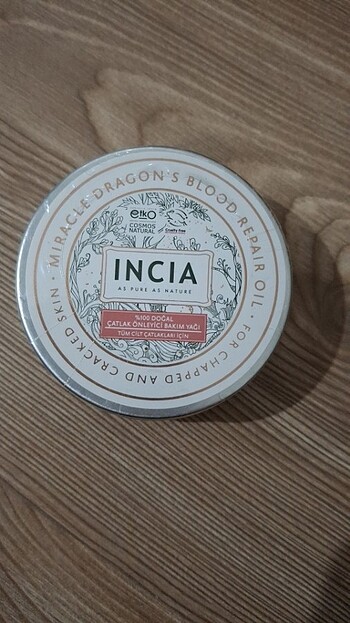 MIRACLE DRAGON'S BLOOD REPAIR OIL · FOR CHAPPED AND CRACKED SKIN ·
etko
COSMOS
NATURAL
Cruelty free
INCIA
AS PURE AS NATURE
%100 DOĞAL
ÇATLAK ÖNLEYİCİ BAKIM YAĞI
TÜM CİLT ÇATLAKLARI İÇİN